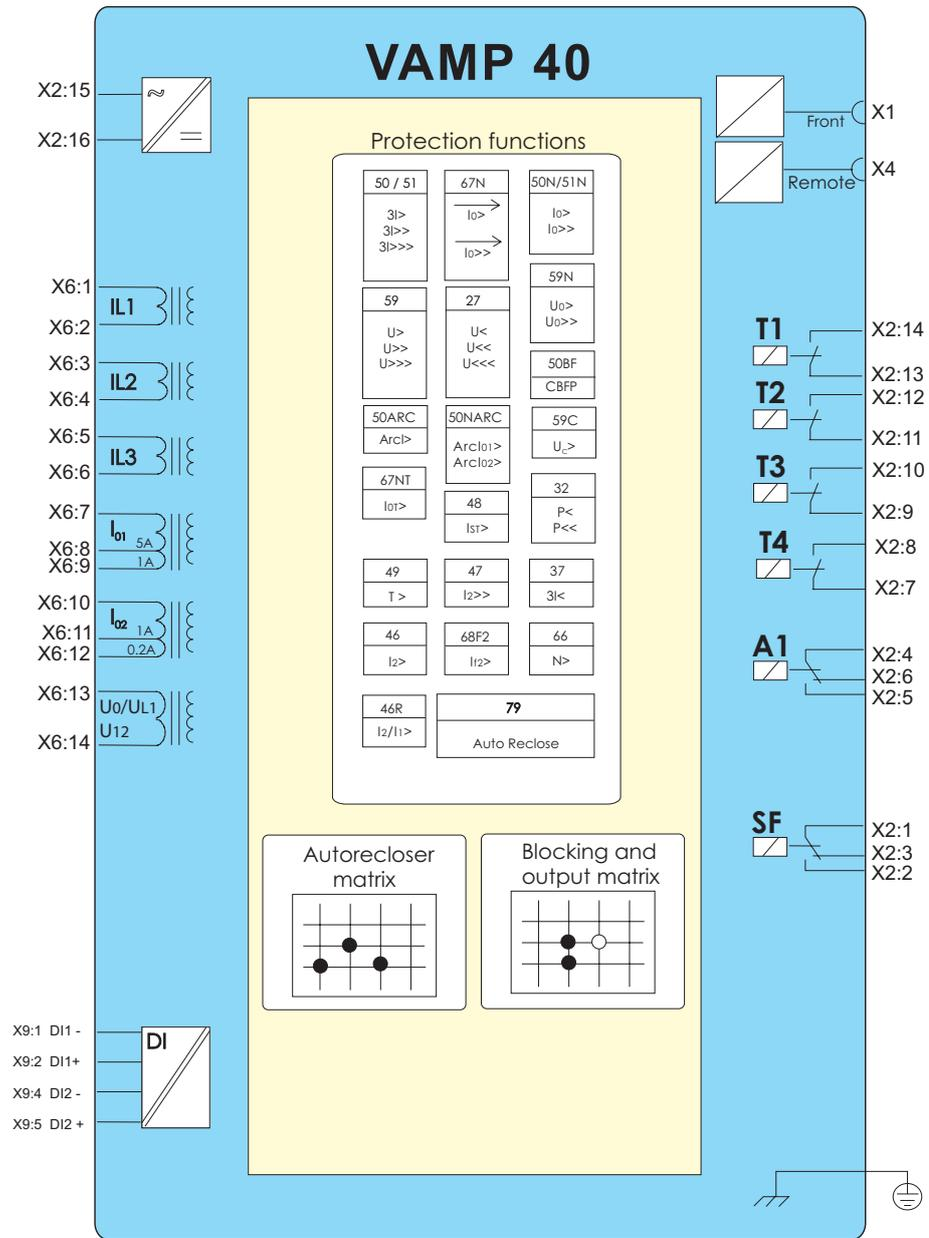 VAMP 40
X2:15
X2:16
~
X1
Front
X4
Remote
Protection functions
50 / 51
3I>
3I>>
3I>>>
67N
I0>
I0>>
50N/51N
I0>
I0>>
59
U>
U>>
U>>>
27
U<
U<<
U<<<
59N
U0>
U0>>
50BF
CBFP
50ARC
ArcI>
50NARC
ArcI01>
ArcI02>
59C
Uc>
67NT
I0T>
48
IST>
32
P<
P<<
49
T >
47
I2>>
37
3I<
46
I2>
68F2
If2>
66
N>
46R
I2/I1>
79
Auto Reclose
X6:1
IL1
X6:2
X6:3
IL2
X6:4
X6:5
IL3
X6:6
X6:7
I01
5A
X6:8
1A
X6:9
X6:10
I02
1A
X6:11
0.2A
X6:12
X6:13
U0/UL1
U12
X6:14
T1
X2:14
X2:13
T2
X2:12
X2:11
T3
X2:10
X2:9
T4
X2:8
X2:7
A1
X2:4
X2:6
X2:5
SF
X2:1
X2:3
X2:2
Autorecloser
matrix
Blocking and
output matrix
X9:1 DI1 -
DI
X9:2 DI1+
X9:4 DI2 -
X9:5 DI2 +